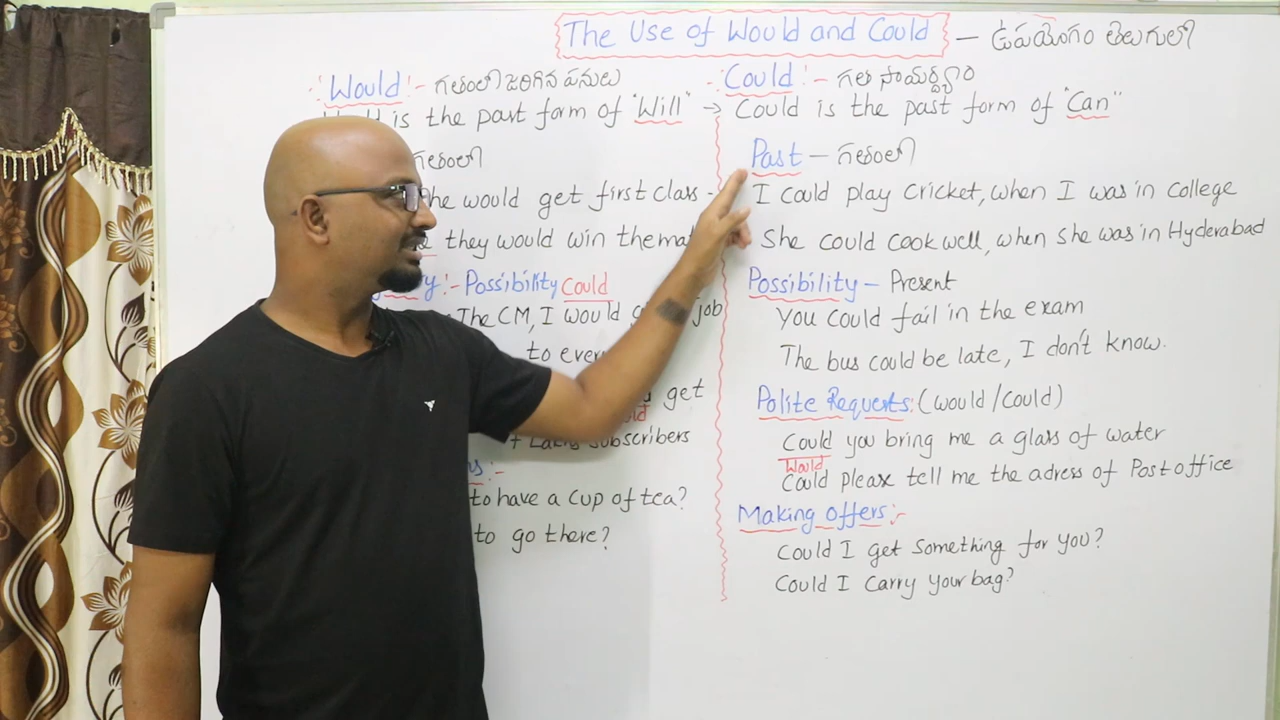 The Use of Would and Could — ఉపయోగం తెలుగులో
Would :- గతంలో జరిగిన పనులు
is the past form of "Will" →
గతంలో
he would get first class -
they would win the mat
:- Possibility Could
The CM, I would job
to ever
get
Lakhs subscribers
:-
to have a cup of tea?
to go there?
Could :- గత సామర్థ్యం
Could is the past form of "Can"
Past — గతంలో
I could play cricket, when I was in college
She could cook well, when she was in Hyderabad
Possibility — Present
You could fail in the exam
The bus could be late, I don't know.
Polite Requests: (would/could)
Could you bring me a glass of water
Would
Could please tell me the adress of Post office
Making offers:-
Could I get something for you?
Could I carry your bag?